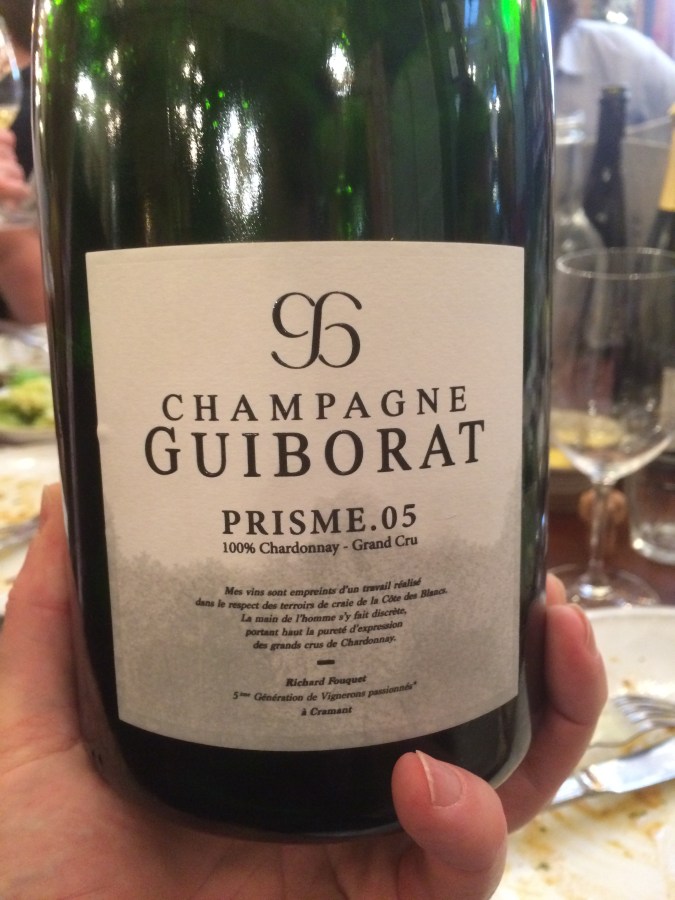 CHAMPAGNE
GUIBORAT
PRISME.05
100% Chardonnay - Grand Cru
Mes vins sont empreints d'un travail réalisé
dans le respect des terroirs de craie de la Côte des Blancs.
La main de l'homme s'y fait discrète,
portant haut la pureté d'expression
des grands crus de Chardonnay.
Richard Fouquet
5ème Génération de Vignerons passionnés*
à Cramant